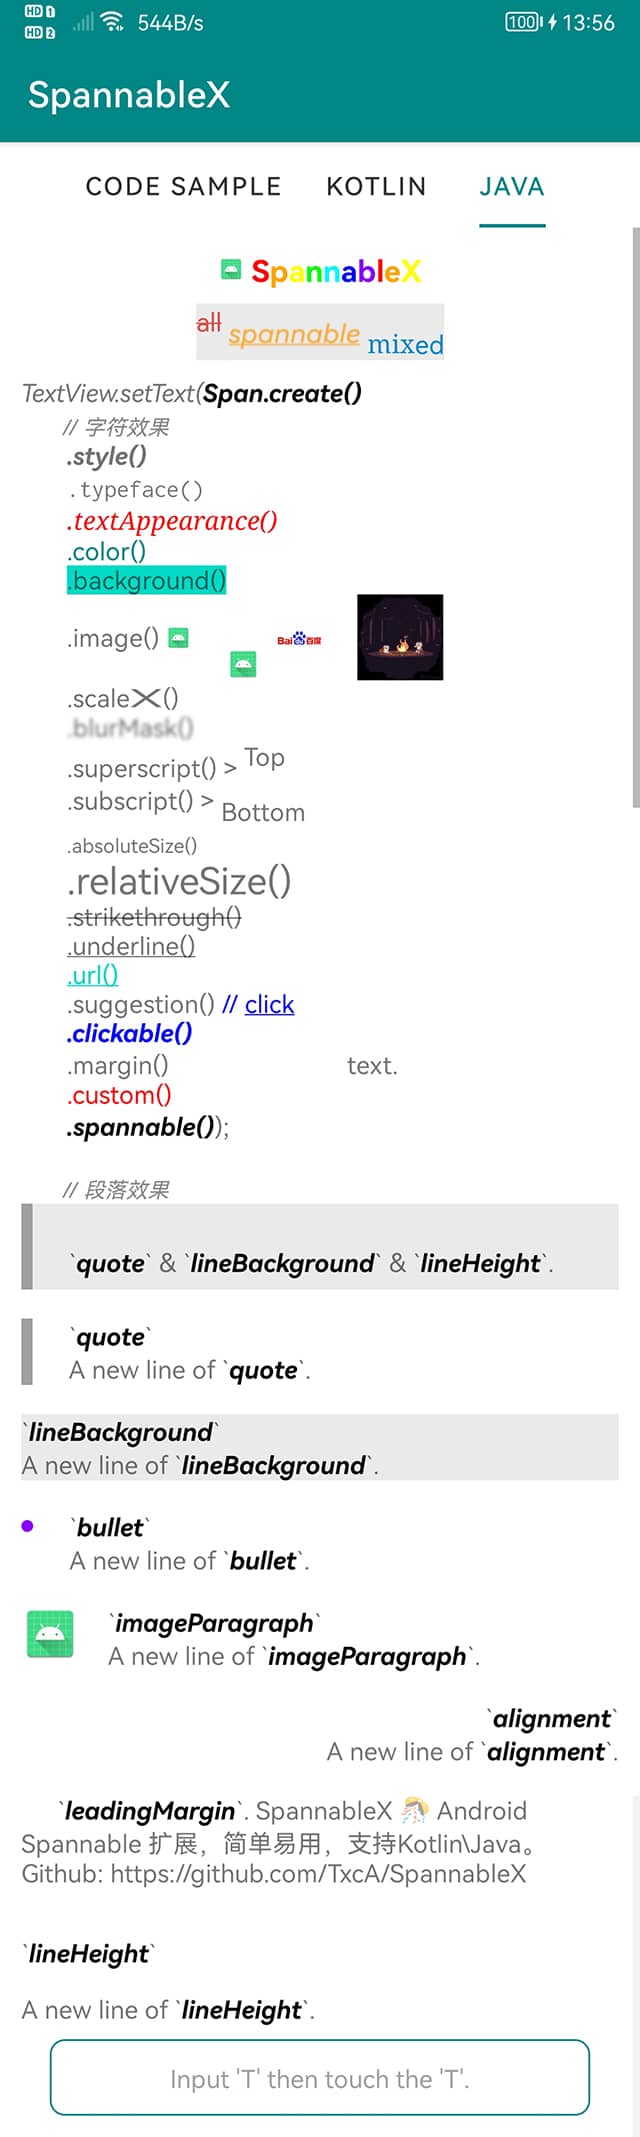 HD 1
HD 2
544B/s
100
13:56
SpannableX
CODE SAMPLE KOTLIN JAVA
SpannableX
all spannable mixed
TextView.setText(Span.create()
// 字符效果
.style()
.typeface()
.textAppearance()
.color()
.background()
.image() Bai百度
.scaleX()
.blurMask()
.superscript() > Top
.subscript() > Bottom
.absoluteSize()
.relativeSize()
.strikethrough()
.underline()
.url()
.suggestion() // click
.clickable()
.margin() text.
.custom()
.spannable());
// 段落效果
`quote` & `lineBackground` & `lineHeight`.
`quote`
A new line of `quote`.
`lineBackground`
A new line of `lineBackground`.
`bullet`
A new line of `bullet`.
`imageParagraph`
A new line of `imageParagraph`.
`alignment`
A new line of `alignment`.
`leadingMargin`. SpannableX Android
Spannable 扩展，简单易用，支持Kotlin\Java。
Github: https://github.com/TxcA/SpannableX
`lineHeight`
A new line of `lineHeight`.
Input 'T' then touch the 'T'.